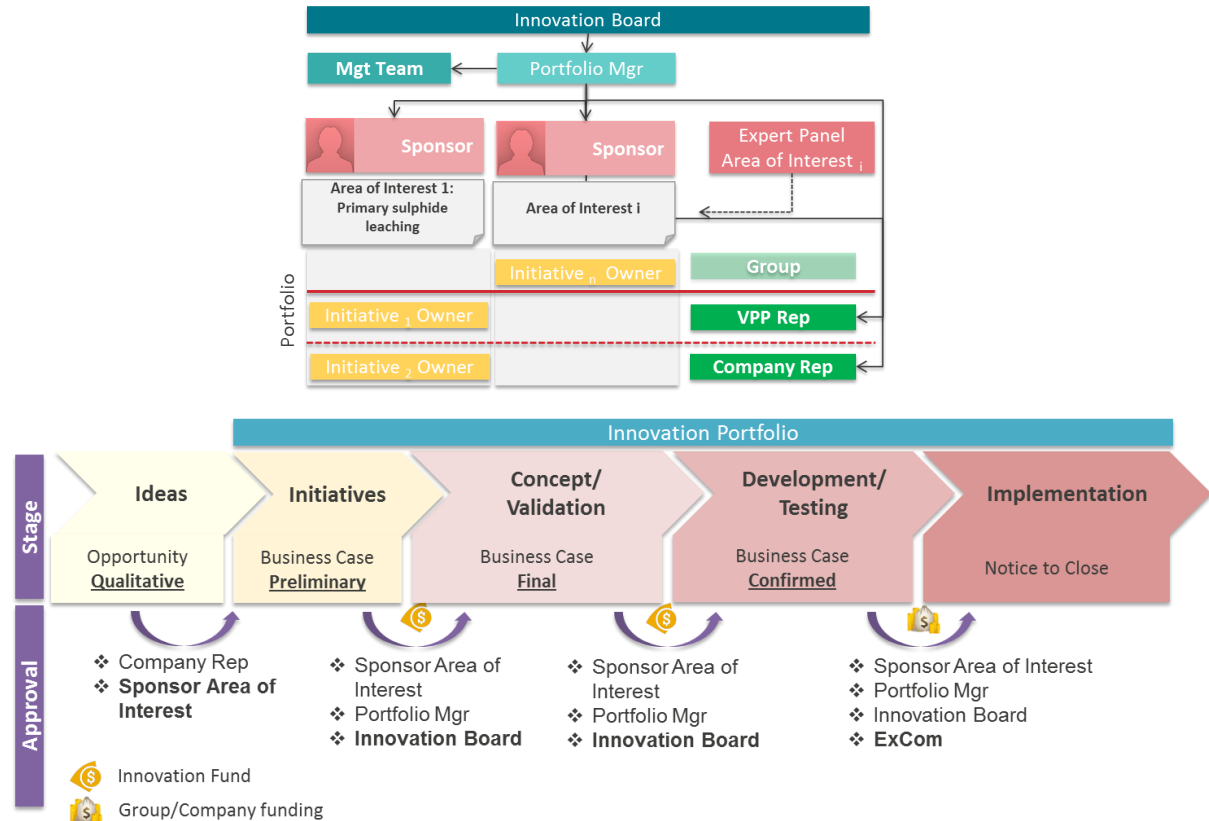 Innovation Board
Mgt Team
Portfolio Mgr
Sponsor
Sponsor
Expert Panel
Area of Interest i
Area of Interest 1:
Primary sulphide
leaching
Area of Interest i
Portfolio
Initiative n Owner
Group
Initiative 1 Owner
VPP Rep
Initiative 2 Owner
Company Rep
Innovation Portfolio
Stage
Ideas
Opportunity
Qualitative
Initiatives
Business Case
Preliminary
Concept/
Validation
Business Case
Final
Development/
Testing
Business Case
Confirmed
Implementation
Notice to Close
Approval
❖ Company Rep
❖ Sponsor Area of
Interest
❖ Sponsor Area of
Interest
❖ Portfolio Mgr
❖ Innovation Board
❖ Sponsor Area of
Interest
❖ Portfolio Mgr
❖ Innovation Board
❖ Sponsor Area of Interest
❖ Portfolio Mgr
❖ Innovation Board
❖ ExCom
$ Innovation Fund
$ Group/Company funding